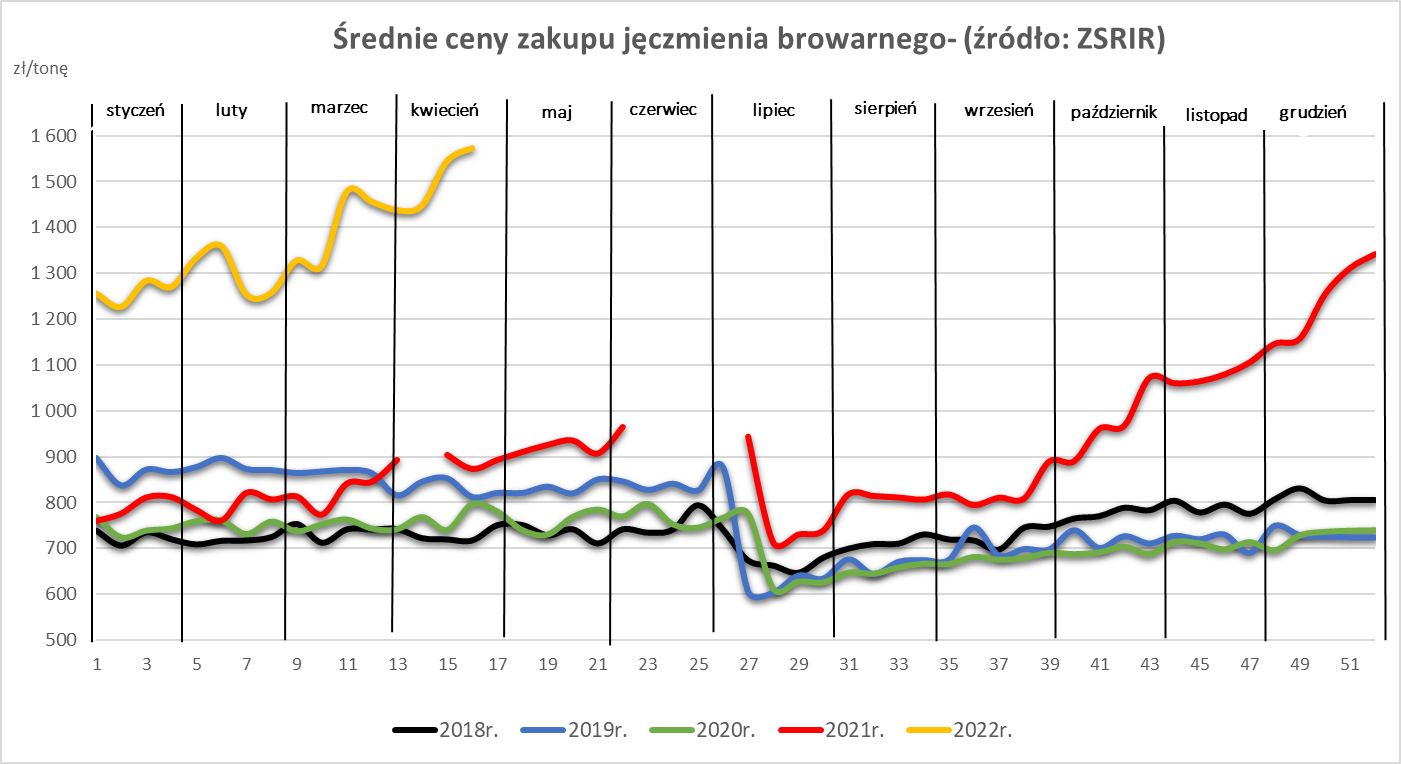 Średnie ceny zakupu jęczmienia browarnego- (źródło: ZSRIR)
zł/tonę
styczeń luty marzec kwiecień maj czerwiec lipiec sierpień wrzesień październik listopad grudzień
1 600
1 500
1 400
1 300
1 200
1 100
1 000
900
800
700
600
500
1 3 5 7 9 11 13 15 17 19 21 23 25 27 29 31 33 35 37 39 41 43 45 47 49 51
2018r. 2019r. 2020r. 2021r. 2022r.